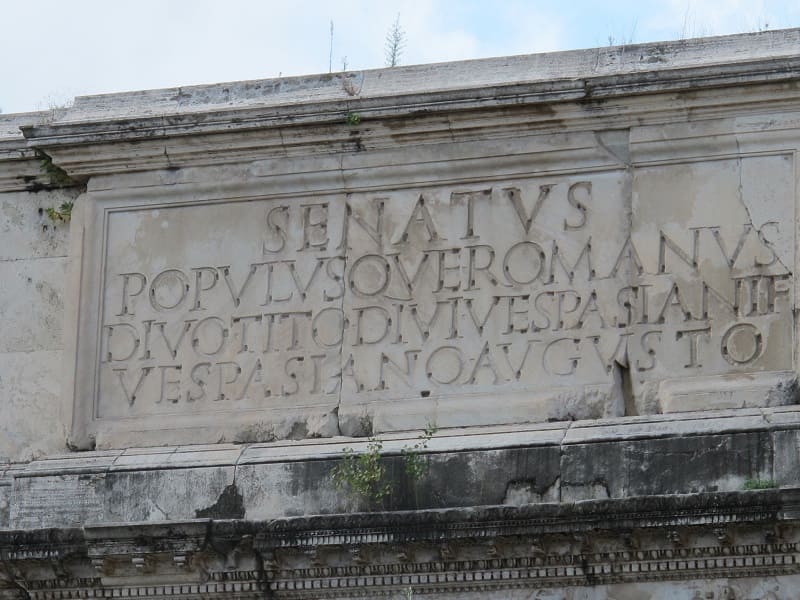 SENATVS
POPVLVSQVEROMANVS
DIVOTITODIVIVESPASIANIF
VESPASIANOAVGVSTO